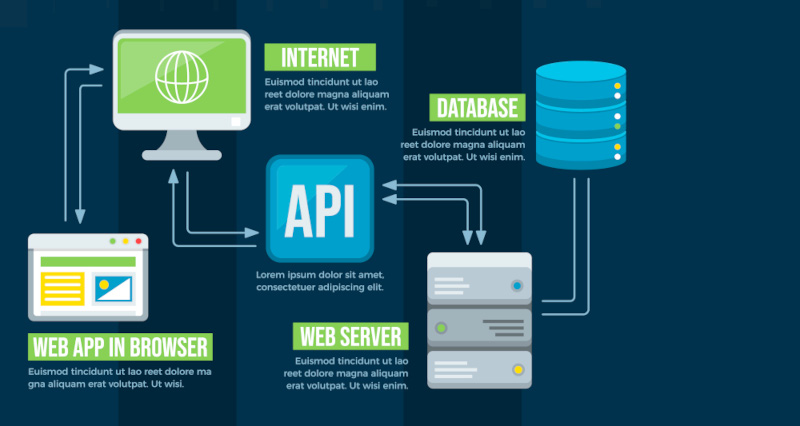 INTERNET
Euismod tincidunt ut lao
reet dolore magna aliquam
erat volutpat. Ut wisi enim.
DATABASE
Euismod tincidunt ut lao
reet dolore magna aliquam
erat volutpat. Ut wisi enim.
API
Lorem ipsum dolor sit amet,
consectetuer adipiscing elit.
WEB APP IN BROWSER
Euismod tincidunt ut lao reet dolore ma
gna aliquam erat volutpat. Ut wisi.
WEB SERVER
Euismod tincidunt ut lao
reet dolore magna aliquam
erat volutpat. Ut wisi enim.